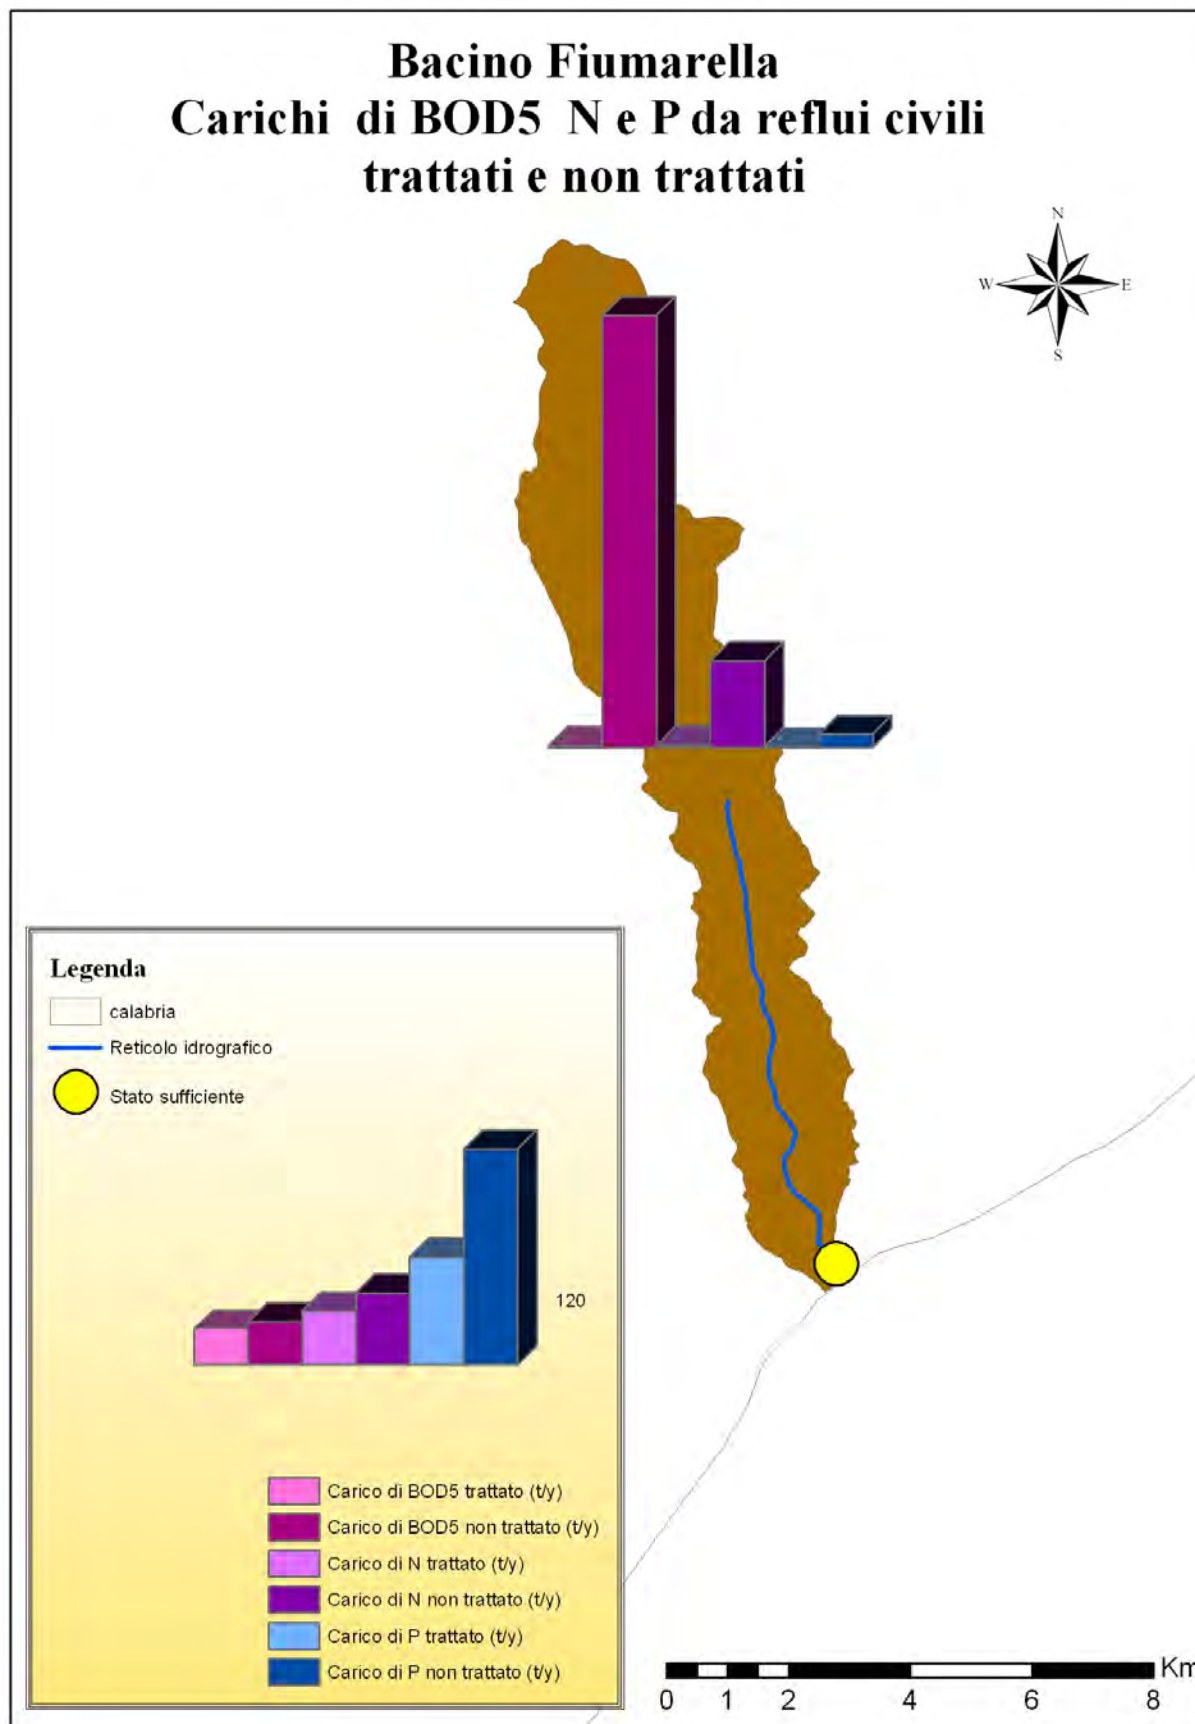 Bacino Fiumarella
Carichi di BOD5 N e P da reflui civili
trattati e non trattati
N
W E
S
Legenda
calabria
Reticolo idrografico
Stato sufficiente
120
Carico di BOD5 trattato (t/y)
Carico di BOD5 non trattato (t/y)
Carico di N trattato (t/y)
Carico di N non trattato (t/y)
Carico di P trattato (t/y)
Carico di P non trattato (t/y)
Km
0 1 2 4 6 8